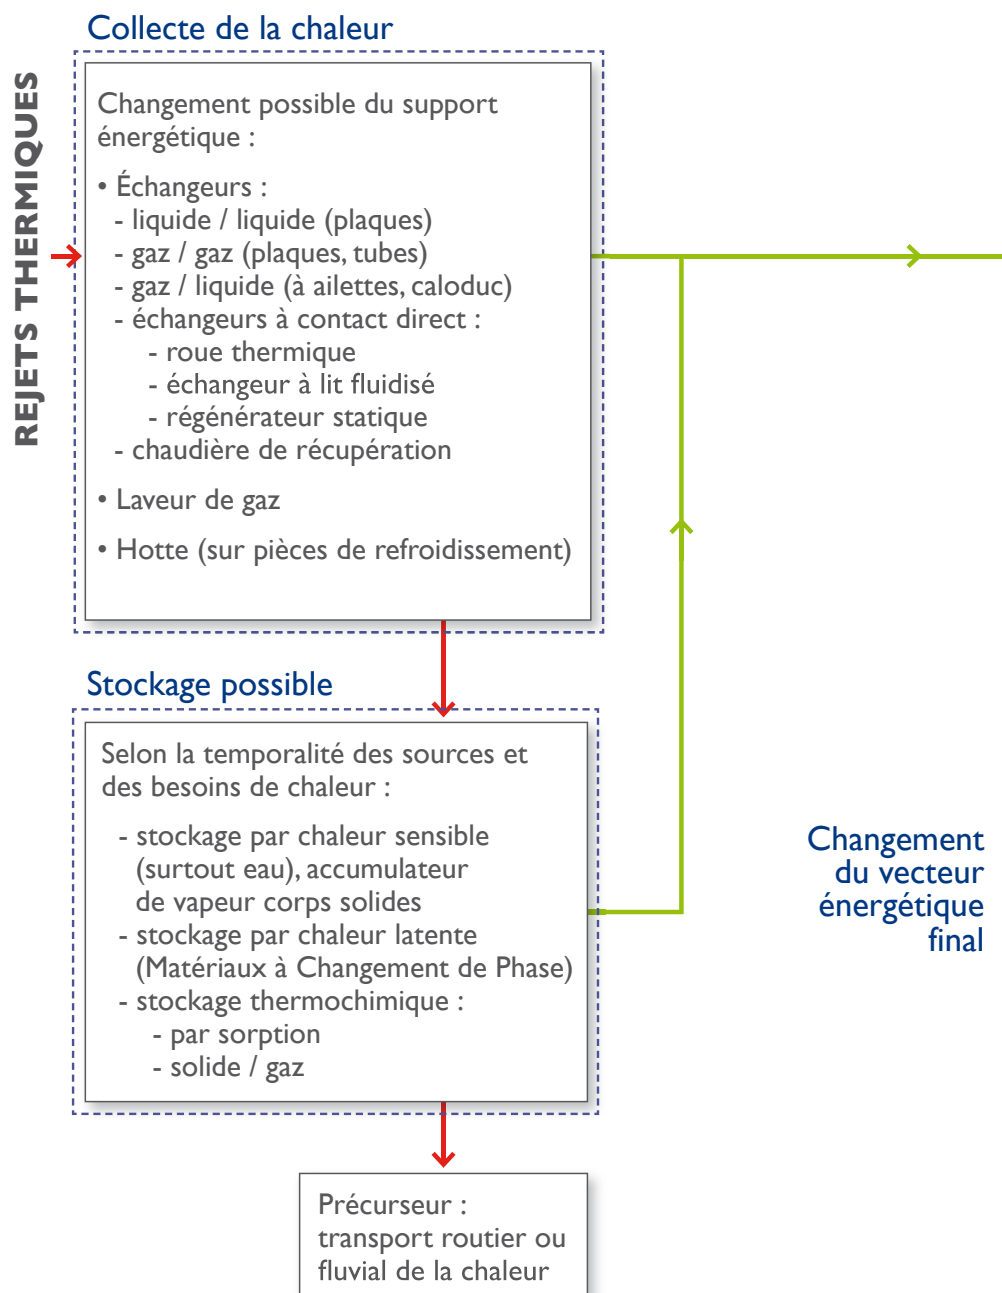 Collecte de la chaleur
REJETS THERMIQUES
Changement possible du support
énergétique :
• Échangeurs :
- liquide / liquide (plaques)
- gaz / gaz (plaques, tubes)
- gaz / liquide (à ailettes, caloduc)
- échangeurs à contact direct :
- roue thermique
- échangeur à lit fluidisé
- régénérateur statique
- chaudière de récupération
• Laveur de gaz
• Hotte (sur pièces de refroidissement)
Stockage possible
Selon la temporalité des sources et
des besoins de chaleur :
- stockage par chaleur sensible
(surtout eau), accumulateur
de vapeur corps solides
- stockage par chaleur latente
(Matériaux à Changement de Phase)
- stockage thermochimique :
- par sorption
- solide / gaz
Changement
du vecteur
énergétique
final
Précurseur :
transport routier ou
fluvial de la chaleur